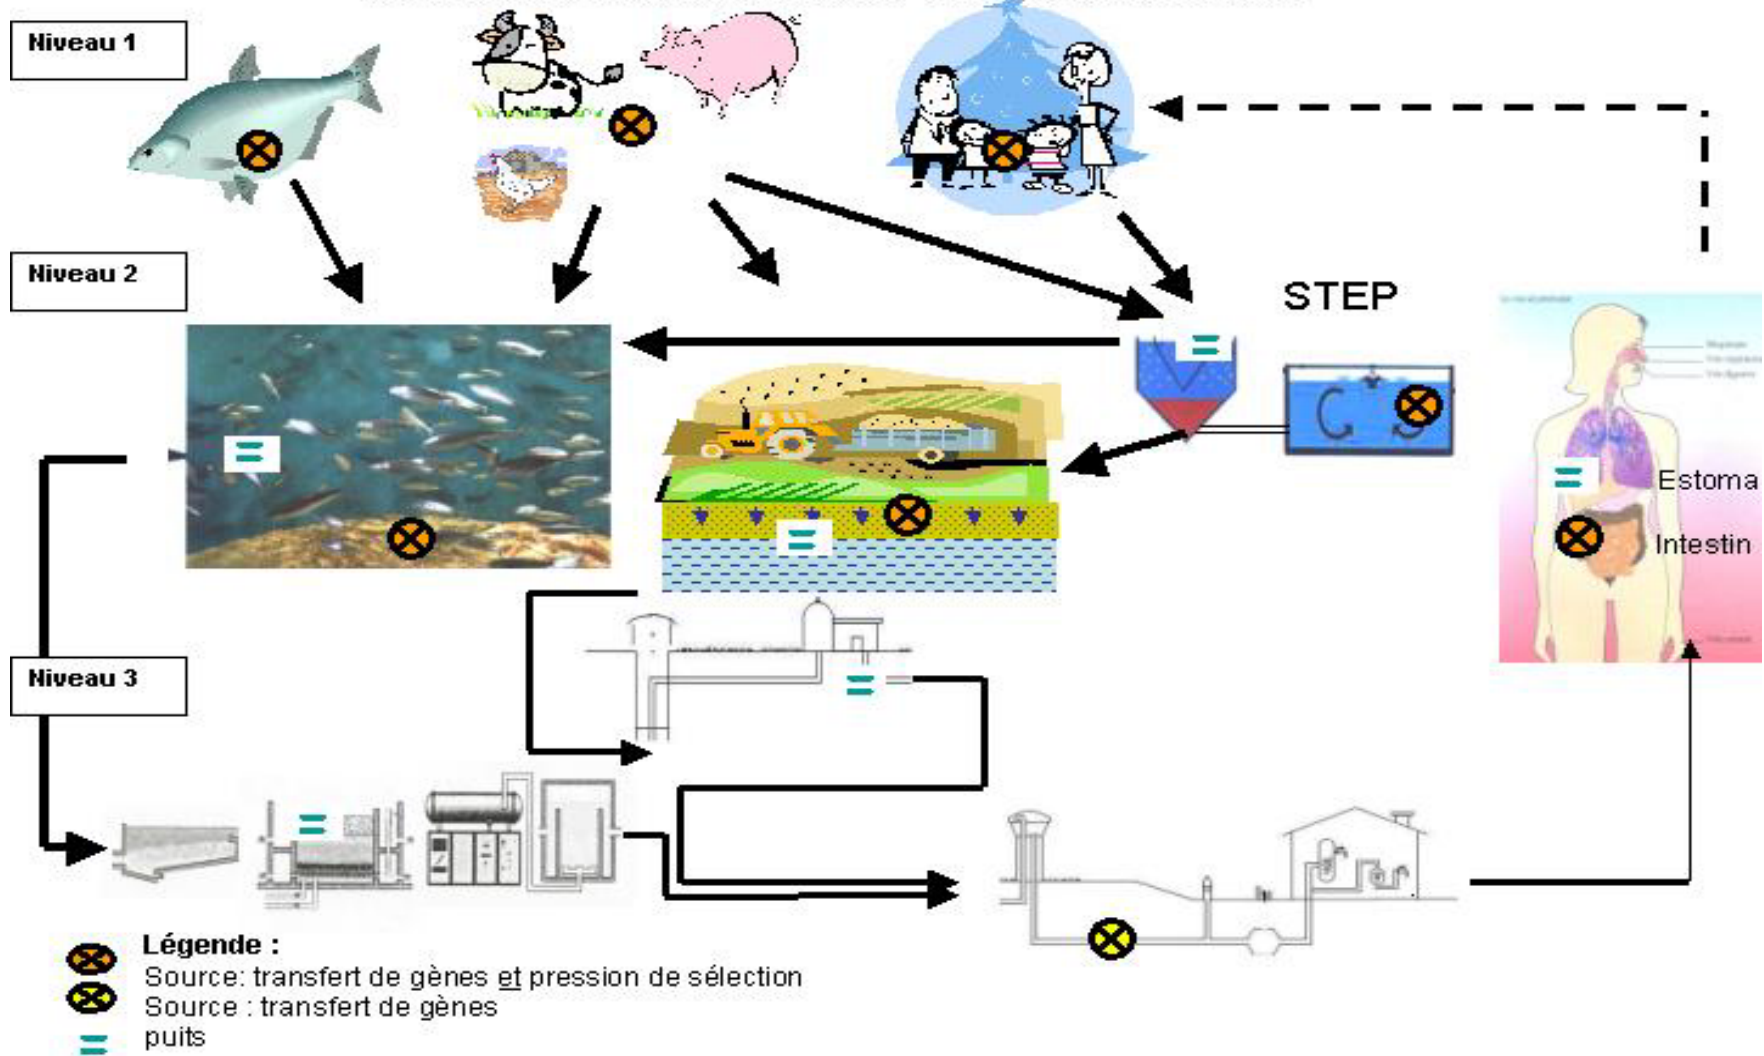 Niveau 1
Niveau 2
STEP
Estoma
Intestin
Niveau 3
Légende :
Source: transfert de gènes et pression de sélection
Source : transfert de gènes
puits